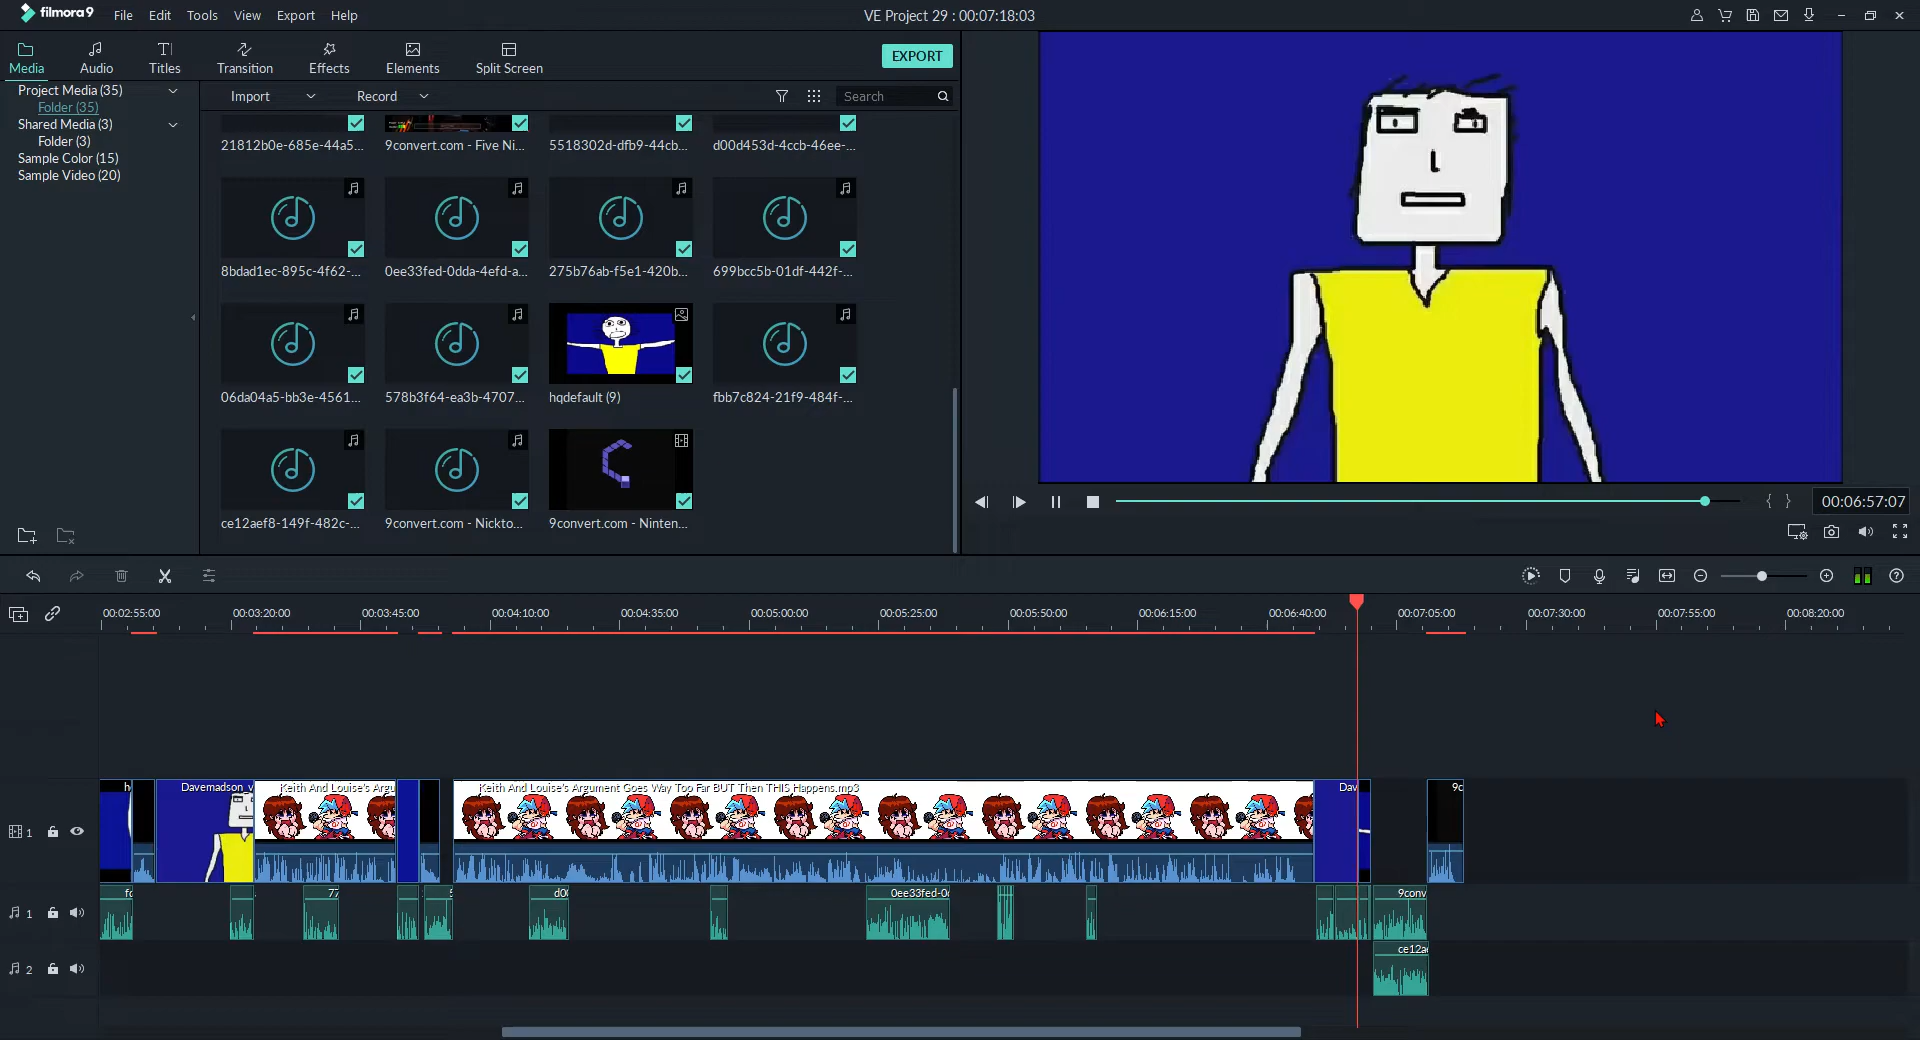 filmora9 File Edit Tools View Export Help VE Project 29 : 00:07:18:03
Media Audio Titles Transition Effects Elements Split Screen EXPORT
Project Media (35)
Folder (35)
Shared Media (3)
Folder (3)
Sample Color (15)
Sample Video (20)
Import Record Search
21812b0e-685e-44a5... 9convert.com - Five Ni... 5518302d-dfb9-44cb... d00d453d-4ccb-46ee-...
8bdad1ec-895c-4f62-... 0ee33fed-0dda-4efd-a... 275b76ab-f5e1-420b... 699bcc5b-01df-442f-...
06da04a5-bb3e-4561... 578b3f64-ea3b-4707... hqdefault (9) fbb7c824-21f9-484f-...
ce12aef8-149f-482c-... 9convert.com - Nickto... 9convert.com - Ninten...
00:06:57:07
00:02:55:00 00:03:20:00 00:03:45:00 00:04:10:00 00:04:35:00 00:05:00:00 00:05:25:00 00:05:50:00 00:06:15:00 00:06:40:00 00:07:05:00 00:07:30:00 00:07:55:00 00:08:20:00
Davemadson_v Keith And Louise's Argu Keith And Louise's Argument Goes Way Too Far BUT Then THIS Happens.mp3 Dav 9c
1
77 d00 0ee33fed-0d 9conv
1
ce12ae
2